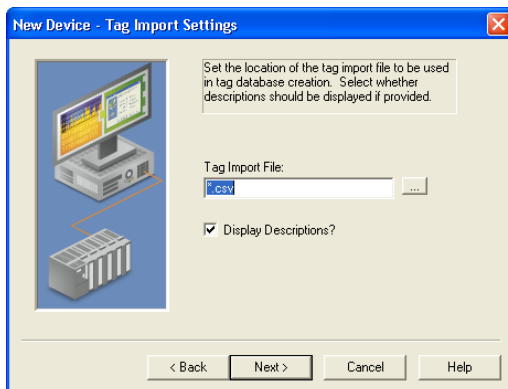 New Device - Tag Import Settings
Set the location of the tag import file to be used
in tag database creation. Select whether
descriptions should be displayed if provided.
Tag Import File:
*.csv
...
Display Descriptions?
< Back
Next >
Cancel
Help